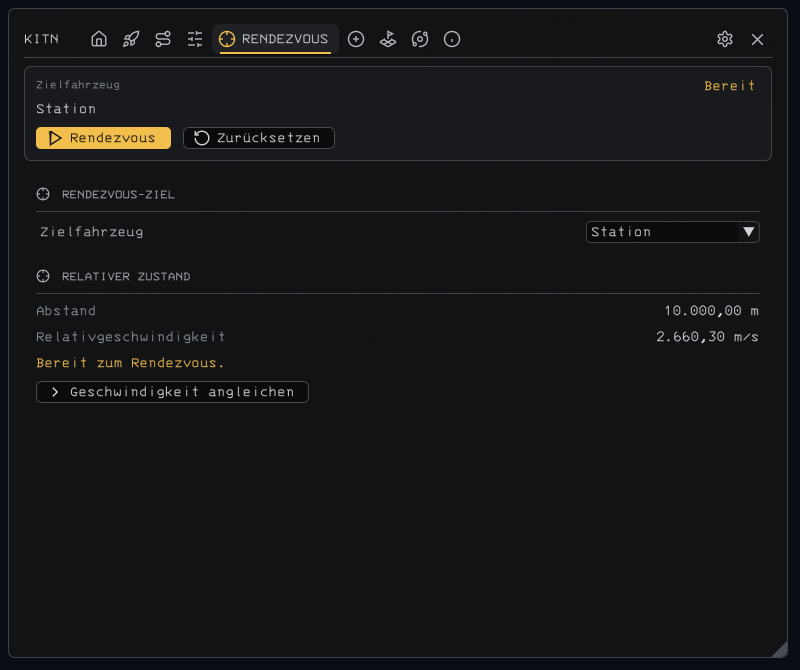 KITN RENDEZVOUS
Zielfahrzeug
Bereit
Station
Rendezvous
Zurücksetzen
RENDEZVOUS-ZIEL
Zielfahrzeug
Station
RELATIVER ZUSTAND
Abstand
10.000,00 m
Relativgeschwindigkeit
2.660,30 m/s
Bereit zum Rendezvous.
Geschwindigkeit angleichen